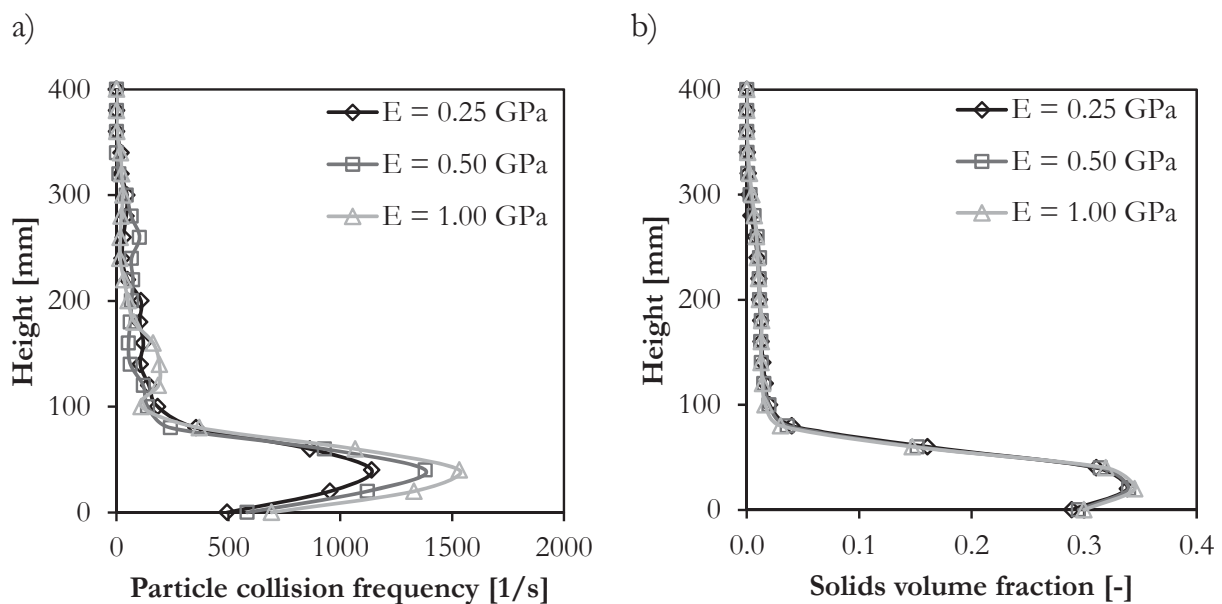 a)
400
300
200
100
0
Height [mm]
E = 0.25 GPa
E = 0.50 GPa
E = 1.00 GPa
0 500 1000 1500 2000
Particle collision frequency [1/s]
b)
400
300
200
100
0
Height [mm]
E = 0.25 GPa
E = 0.50 GPa
E = 1.00 GPa
0.0 0.1 0.2 0.3 0.4
Solids volume fraction [-]